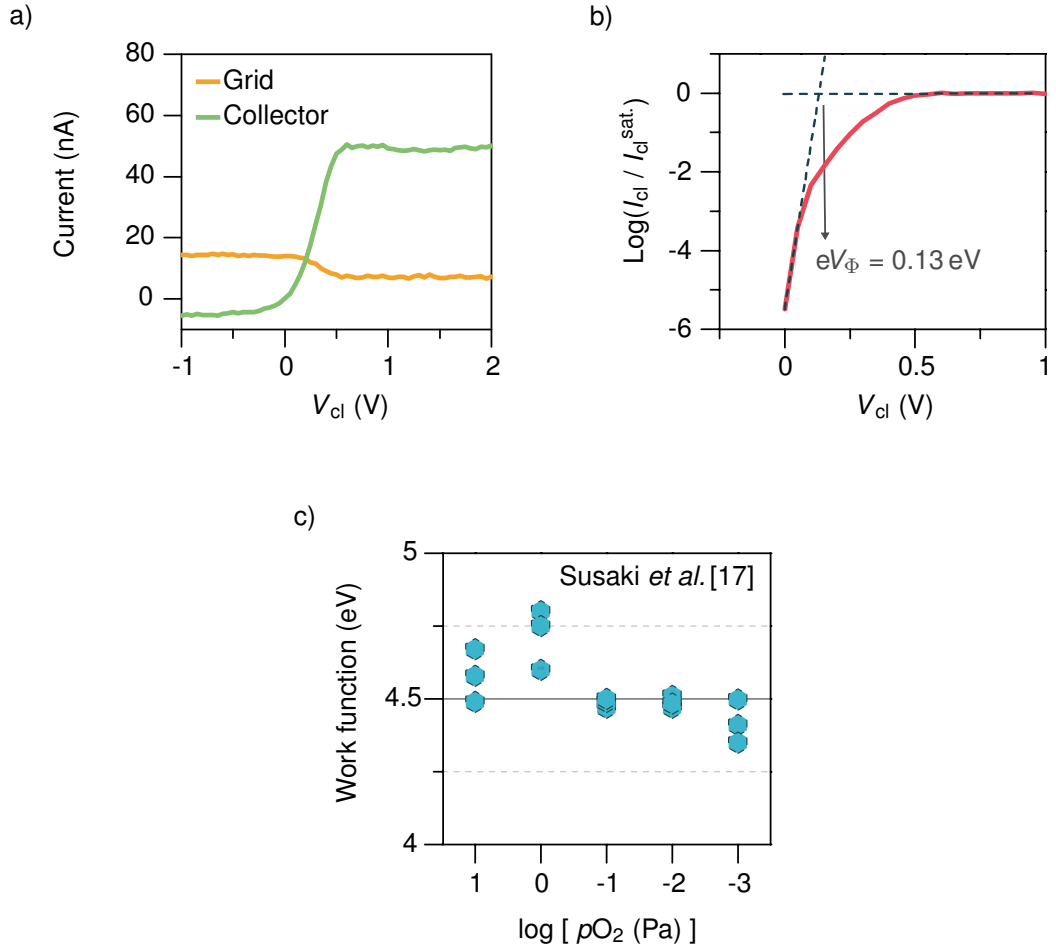 a)
80
60
40
20
0
Current (nA)
Grid
Collector
-1
0
1
2
V_cl (V)
b)
0
-2
-4
-6
Log(I_cl / I_cl^sat.)
eV_Φ = 0.13 eV
0
0.5
1
V_cl (V)
c)
5
4.5
4
Work function (eV)
Susaki et al. [17]
1
0
-1
-2
-3
log [ pO₂ (Pa) ]